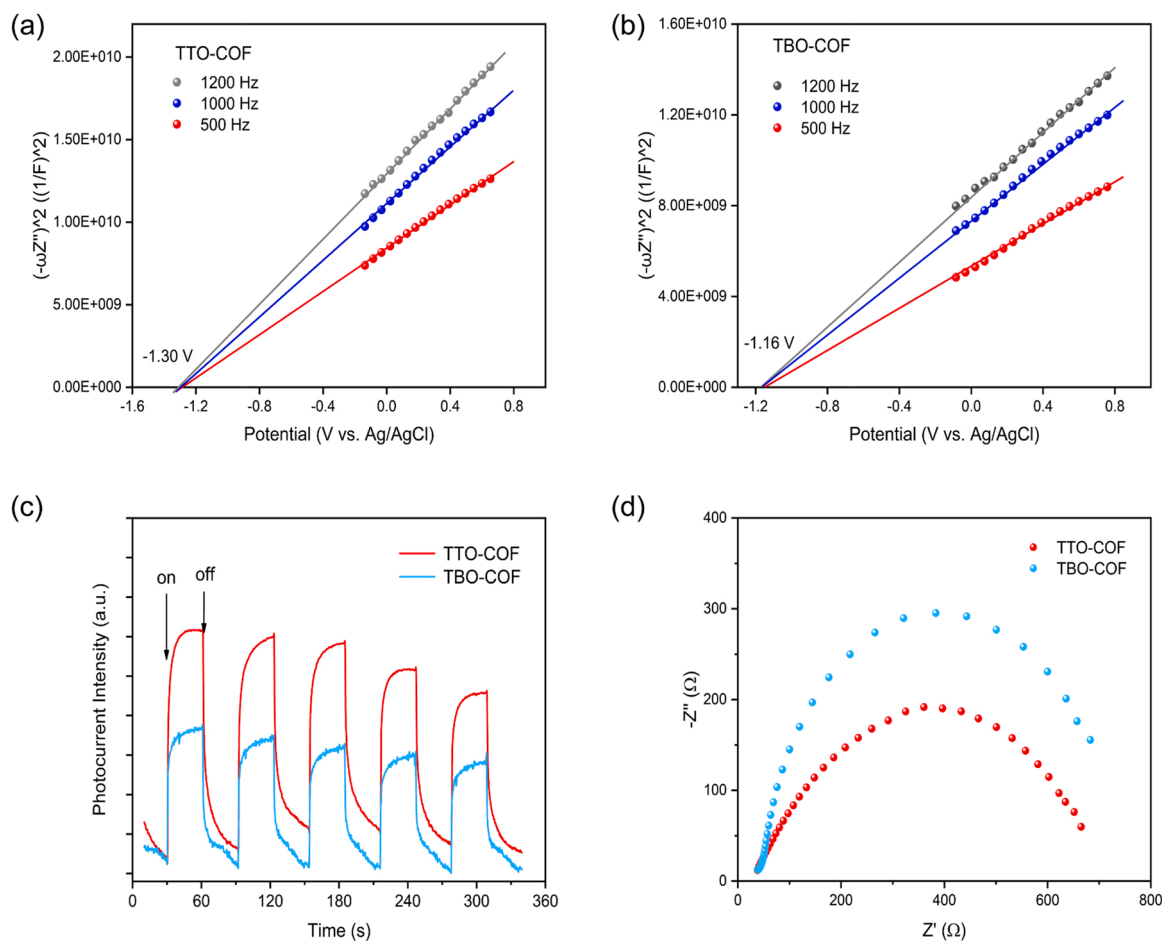 (a)
TTO-COF
1200 Hz
1000 Hz
500 Hz
2.00E+010
1.50E+010
1.00E+010
5.00E+009
0.00E+000
(-ωZ")^2 ((1/F)^2)
-1.30 V
-1.6
-1.2
-0.8
-0.4
0.0
0.4
0.8
Potential (V vs. Ag/AgCl)
(b)
TBO-COF
1200 Hz
1000 Hz
500 Hz
1.60E+010
1.20E+010
8.00E+009
4.00E+009
0.00E+000
(-ωZ")^2 ((1/F)^2)
-1.16 V
-1.2
-0.8
-0.4
0.0
0.4
0.8
Potential (V vs. Ag/AgCl)
(c)
TTO-COF
TBO-COF
on
off
Photocurrent Intensity (a.u.)
0
60
120
180
240
300
360
Time (s)
(d)
TTO-COF
TBO-COF
400
300
200
100
0
-Z" (Ω)
0
200
400
600
800
Z' (Ω)